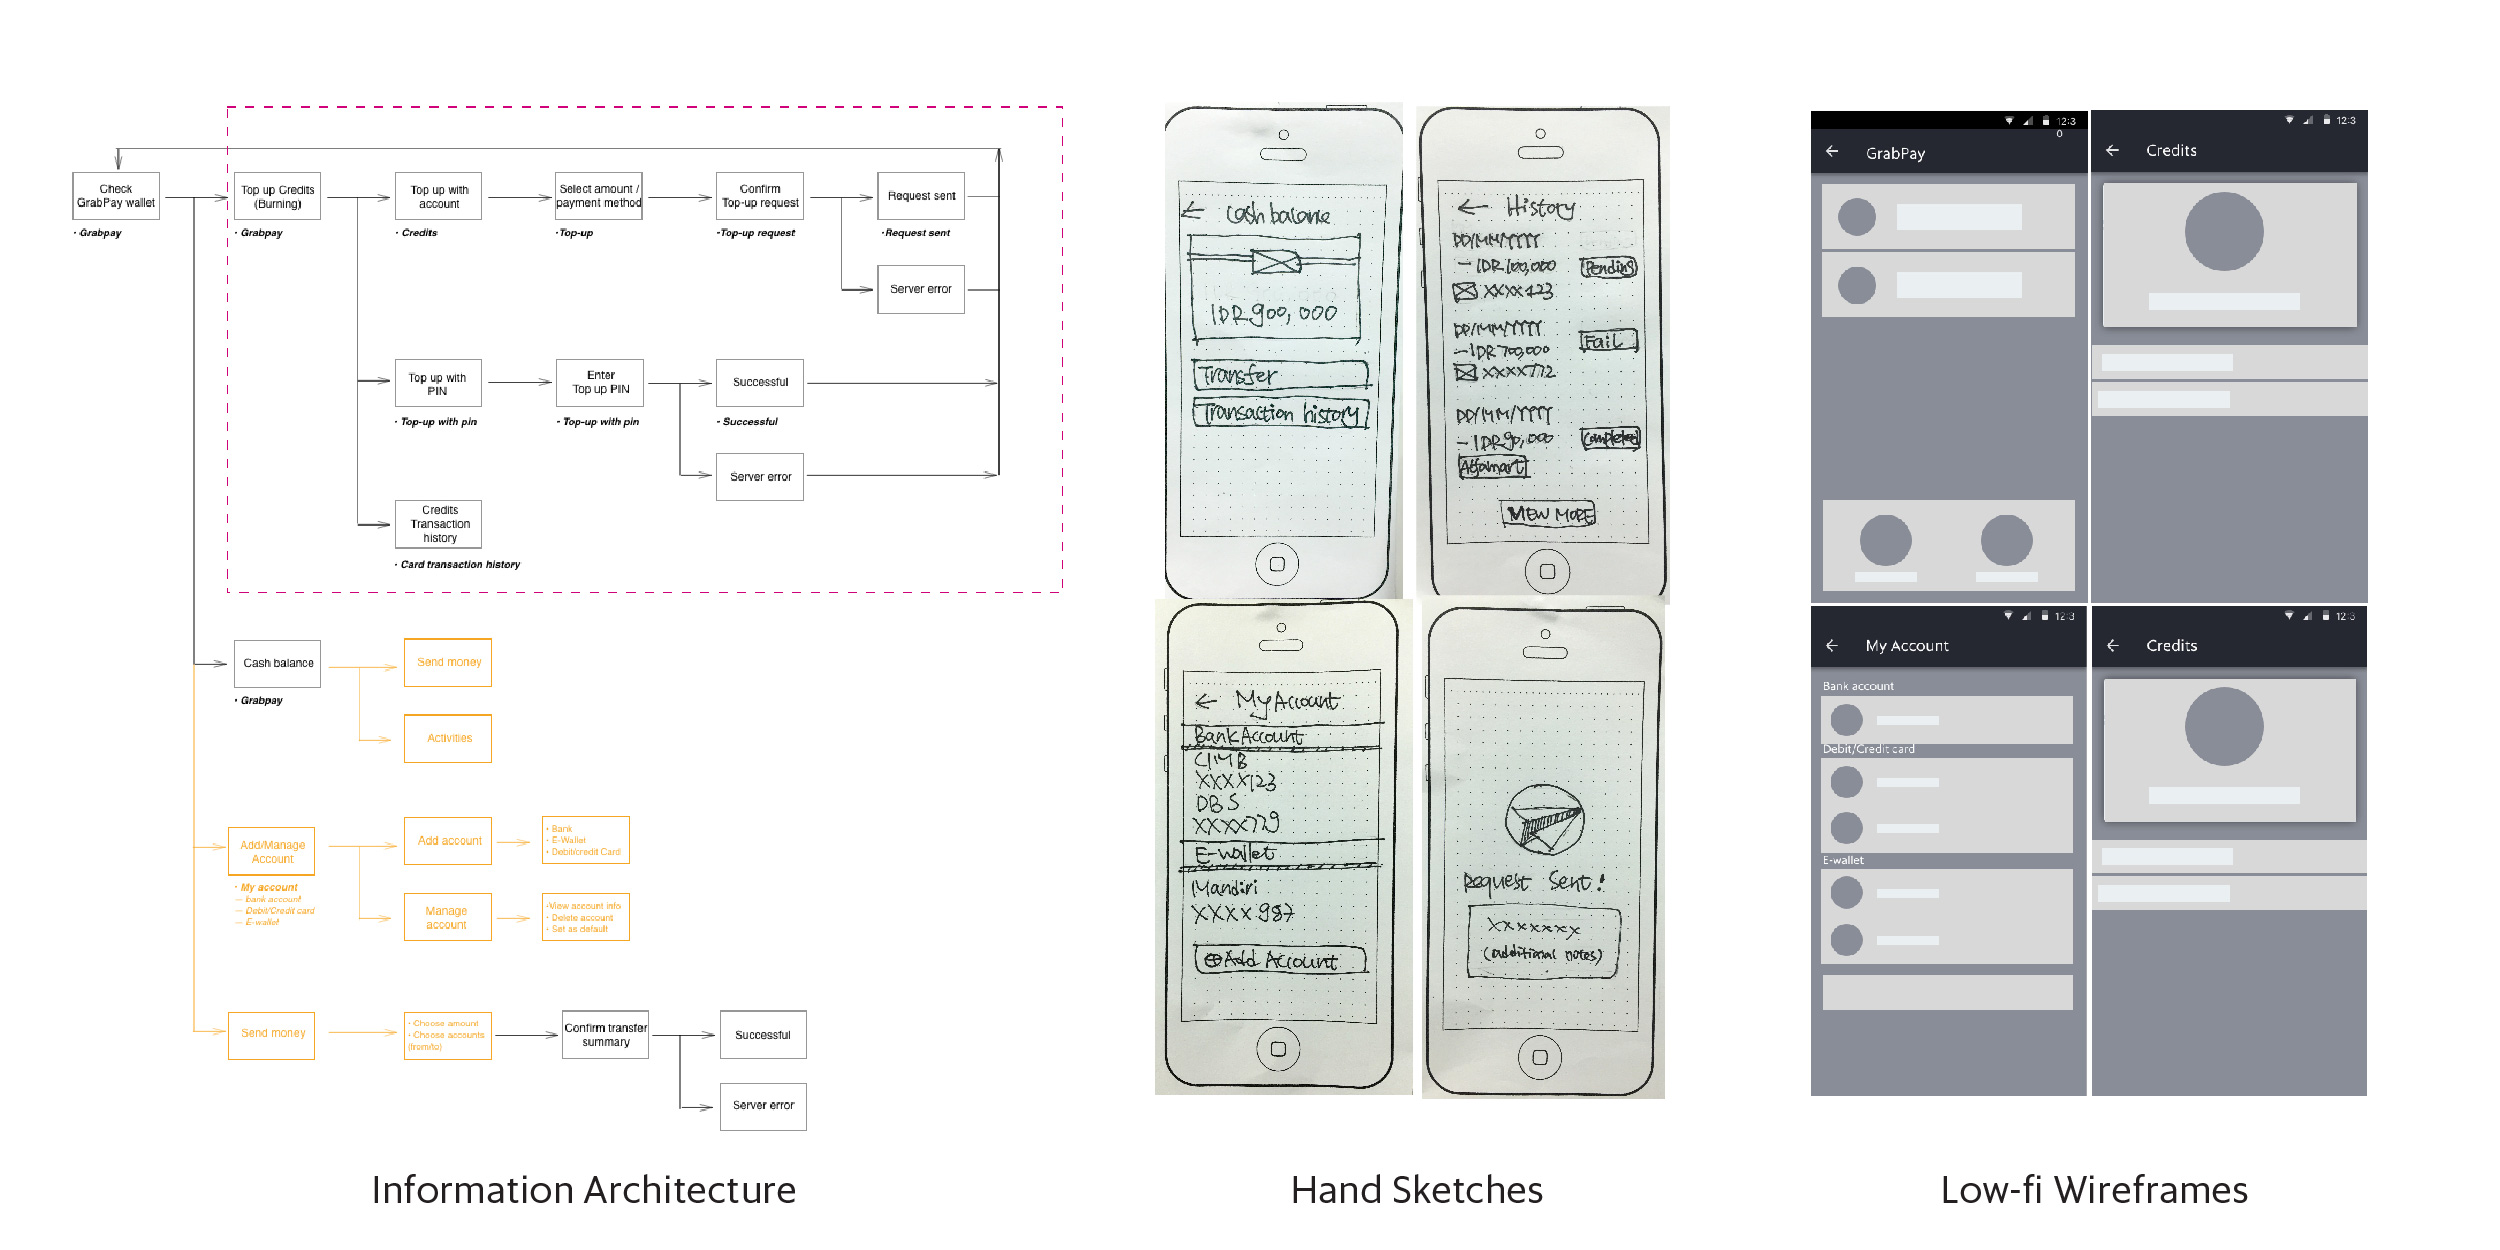 Check
GrabPay wallet
• Grabpay
Top up Credits
(Burning)
• Grabpay
Top up with
account
• Credits
Select amount /
payment method
• Top-up
Confirm
Top-up request
• Top-up request
Request sent
• Request sent
Server error
Top up with
PIN
• Top-up with pin
Enter
Top up PIN
• Top-up with pin
Successful
• Successful
Server error
Credits
Transaction
history
• Card transaction history
Cash balance
• Grabpay
Send money
Activities
Add/Manage
Account
• My account
— bank account
— Debit/Credit card
— E-wallet
Add account
• Bank
• E-Wallet
• Debit/credit Card
Manage
account
• View account info
• Delete account
• Set as default
Send money
• Choose amount
• Choose accounts
(from/to)
Confirm transfer
summary
Successful
Server error
Information Architecture
← Cash balance
IDR 900,000
Transfer
Transaction history
← History
DD/MM/YYYY
- IDR 100,000 Pending
XXXX 123
DD/MM/YYYY
- IDR 700,000 Fail
XXXX 772
DD/MM/YYYY
- IDR 90,000 Completed
Alfamart
VIEW MORE
← My Account
Bank Account
CIMB
XXXX123
DBS
XXXX779
E-wallet
Mandiri
XXXX 987
⊕ Add Account
Request Sent!
XXXXXXX
(additional notes)
Hand Sketches
12:3
0
← GrabPay
12:3
← Credits
12:3
← My Account
Bank account
Debit/Credit card
E-wallet
12:3
← Credits
Low-fi Wireframes